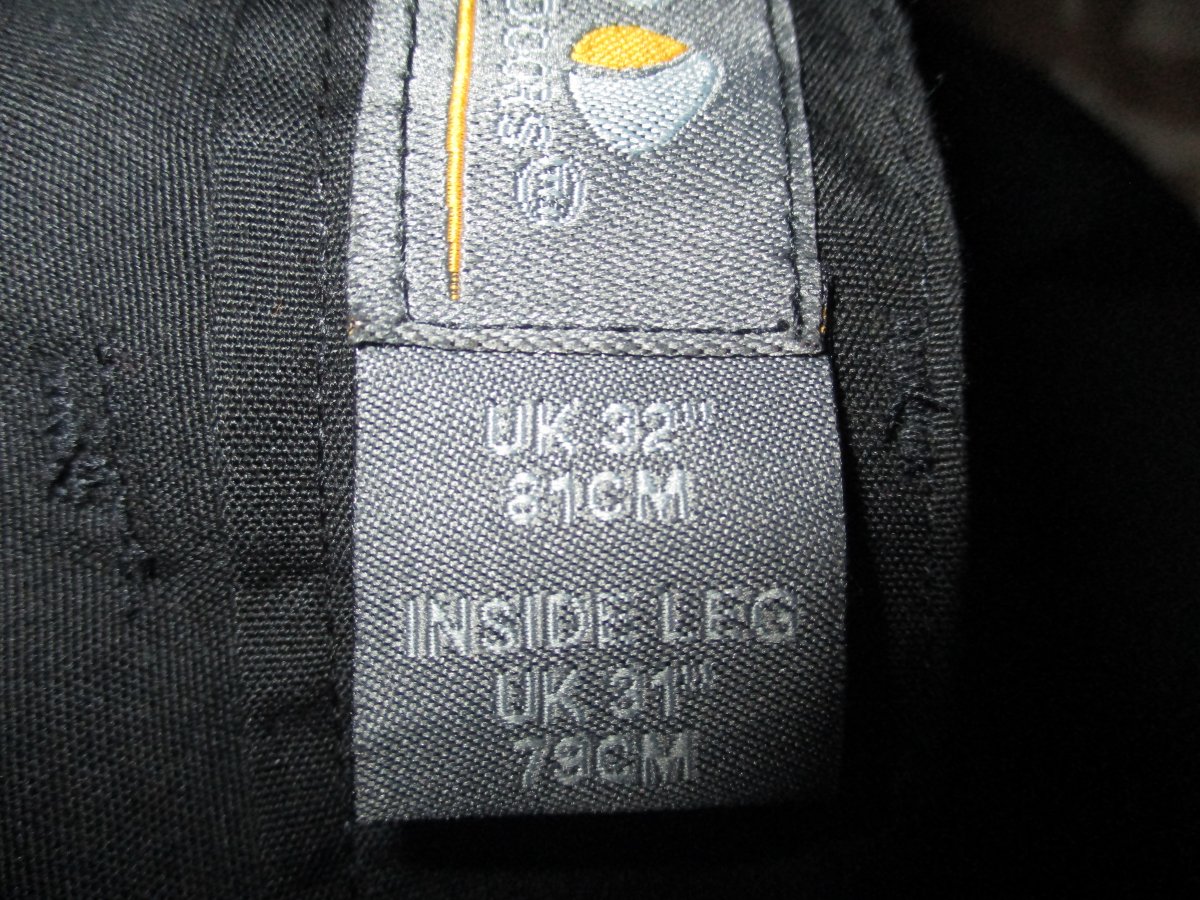 UK 32"
81CM
INSIDE LEG
UK 31"
79CM